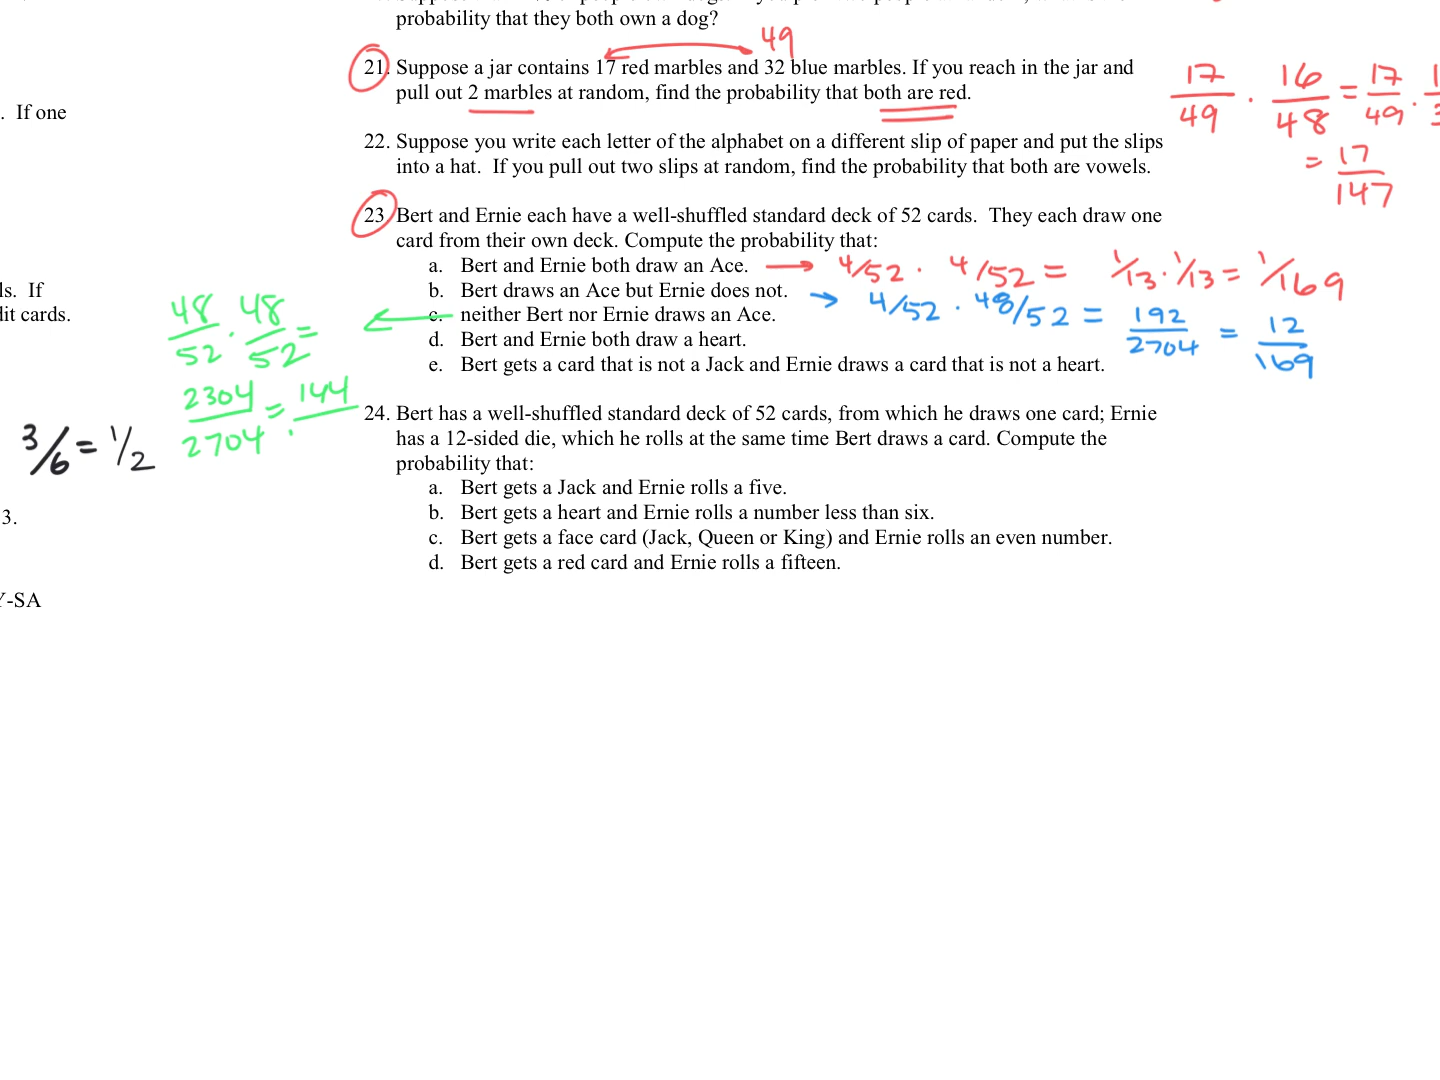 probability that they both own a dog?
49
21. Suppose a jar contains 17 red marbles and 32 blue marbles. If you reach in the jar and
pull out 2 marbles at random, find the probability that both are red.
17/49 · 16/48 = 17/49 ·
= 17/147
. If one
22. Suppose you write each letter of the alphabet on a different slip of paper and put the slips
into a hat. If you pull out two slips at random, find the probability that both are vowels.
23. Bert and Ernie each have a well-shuffled standard deck of 52 cards. They each draw one
card from their own deck. Compute the probability that:
a. Bert and Ernie both draw an Ace. → 4/52 · 4/52 = 1/13 · 1/13 = 1/169
b. Bert draws an Ace but Ernie does not. → 4/52 · 48/52 = 192/2704 = 12/169
c. neither Bert nor Ernie draws an Ace.
d. Bert and Ernie both draw a heart.
e. Bert gets a card that is not a Jack and Ernie draws a card that is not a heart.
ls. If
dit cards.
48/52 · 48/52 =
2304/2704 = 144
3/6 = 1/2
24. Bert has a well-shuffled standard deck of 52 cards, from which he draws one card; Ernie
has a 12-sided die, which he rolls at the same time Bert draws a card. Compute the
probability that:
a. Bert gets a Jack and Ernie rolls a five.
b. Bert gets a heart and Ernie rolls a number less than six.
c. Bert gets a face card (Jack, Queen or King) and Ernie rolls an even number.
d. Bert gets a red card and Ernie rolls a fifteen.
3.
Y-SA